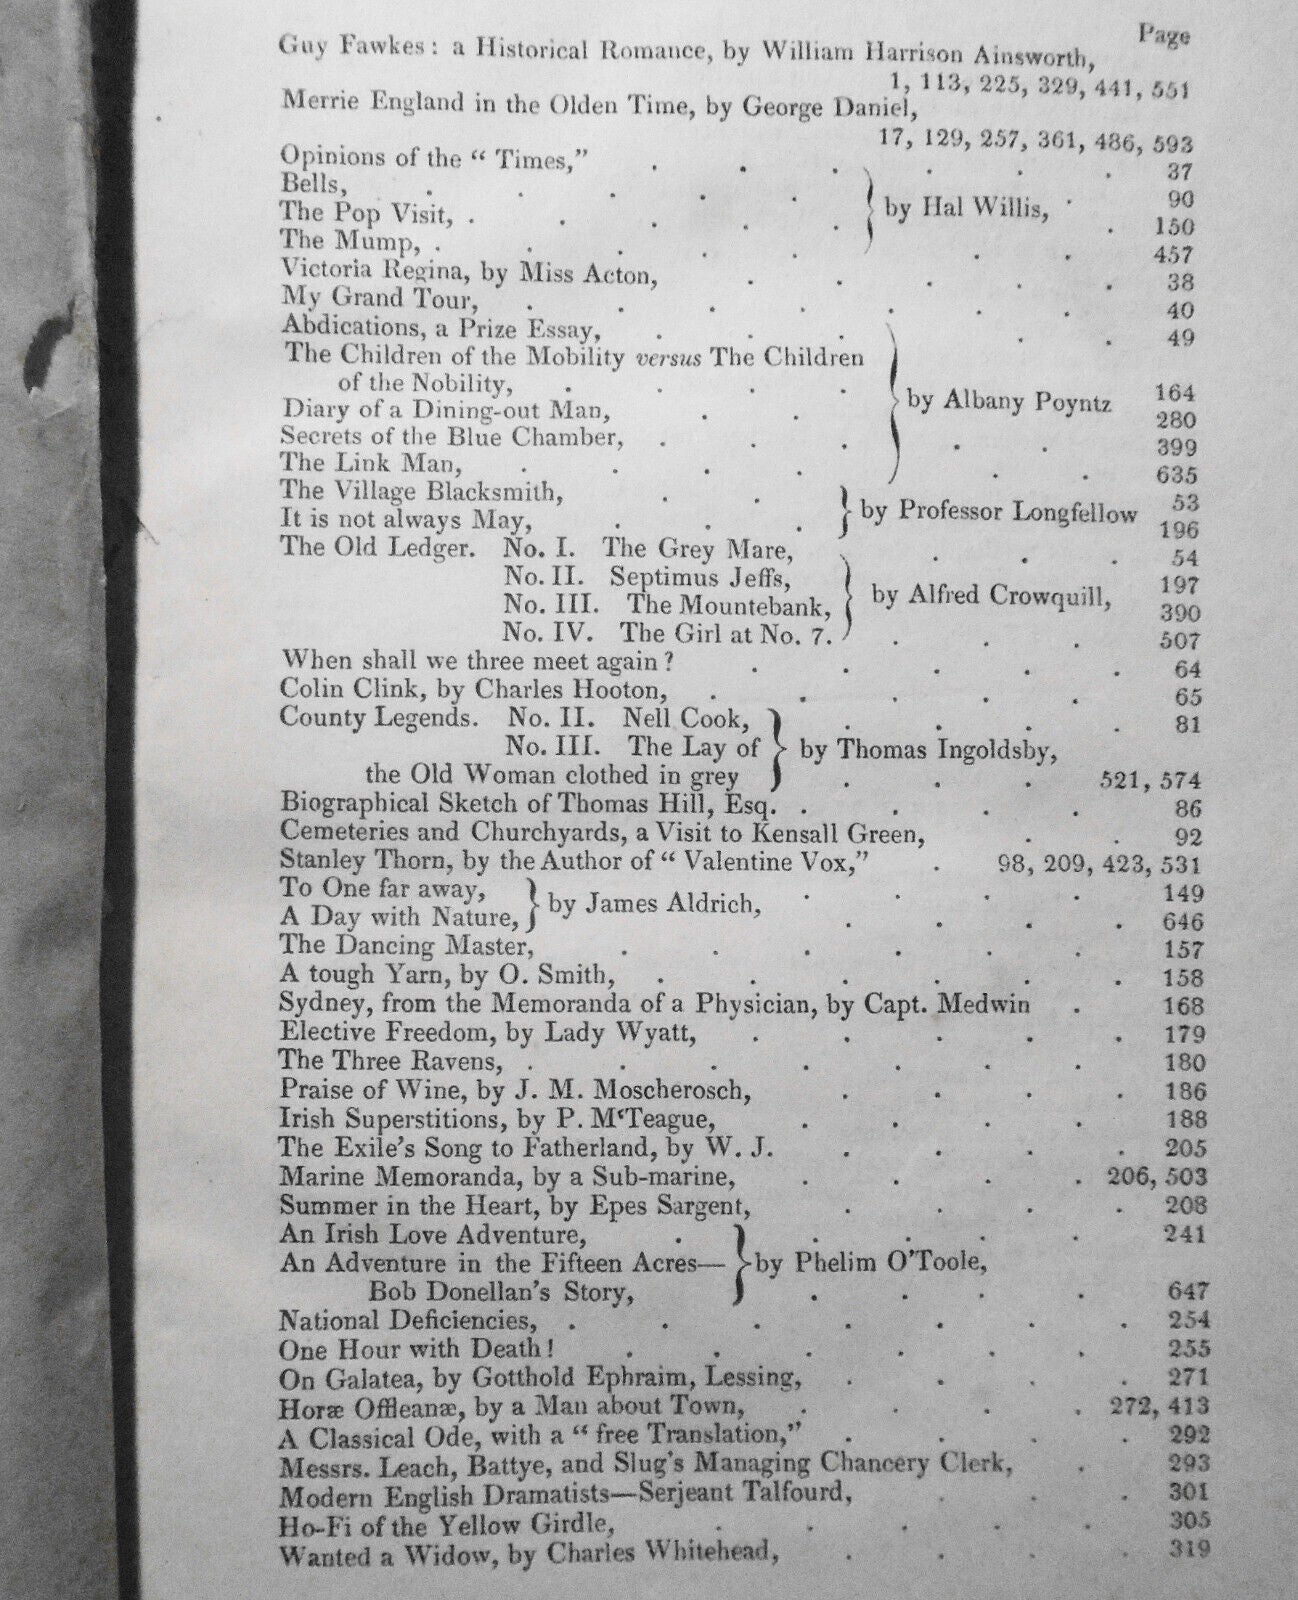 Page
Guy Fawkes: a Historical Romance, by William Harrison Ainsworth,
1, 113, 225, 329, 441, 551
Merrie England in the Olden Time, by George Daniel,
17, 129, 257, 361, 486, 593
Opinions of the “ Times,” . . . . . . 37
Bells, . . . . . } by Hal Willis, . 90
The Pop Visit, . . . . . . 150
The Mump, . . . . . . . 457
Victoria Regina, by Miss Acton, . . . . . 38
My Grand Tour, . . . . . . . 40
Abdications, a Prize Essay, . . . . . 49
The Children of the Mobility versus The Children
of the Nobility, . . . . } by Albany Poyntz 164
Diary of a Dining-out Man, . . . 280
Secrets of the Blue Chamber, . . . . . 399
The Link Man, . . . . . . 635
The Village Blacksmith, . . } by Professor Longfellow 53
It is not always May, . . . 196
The Old Ledger. No. I. The Grey Mare, . . . 54
No. II. Septimus Jeffs, } by Alfred Crowquill, 197
No. III. The Mountebank, 390
No. IV. The Girl at No. 7. . . . 507
When shall we three meet again? . . . . . 64
Colin Clink, by Charles Hooton, . . . . . 65
County Legends. No. II. Nell Cook, . . . . 81
No. III. The Lay of } by Thomas Ingoldsby,
the Old Woman clothed in grey . . . 521, 574
Biographical Sketch of Thomas Hill, Esq. . . . . 86
Cemeteries and Churchyards, a Visit to Kensall Green, . . 92
Stanley Thorn, by the Author of “ Valentine Vox,” . 98, 209, 423, 531
To One far away, } by James Aldrich, . . . . 149
A Day with Nature, . . . . 646
The Dancing Master, . . . . . . 157
A tough Yarn, by O. Smith, . . . . . . 158
Sydney, from the Memoranda of a Physician, by Capt. Medwin . 168
Elective Freedom, by Lady Wyatt, . . . . . 179
The Three Ravens, . . . . . . . 180
Praise of Wine, by J. M. Moscherosch, . . . . 186
Irish Superstitions, by P. M‘Teague, . . . . 188
The Exile's Song to Fatherland, by W. J. . . . . 205
Marine Memoranda, by a Sub-marine, . . . . 206, 503
Summer in the Heart, by Epes Sargent, . . . . 208
An Irish Love Adventure, . . . . . 241
An Adventure in the Fifteen Acres— } by Phelim O'Toole,
Bob Donellan's Story, . . . . 647
National Deficiencies, . . . . . . . 254
One Hour with Death! . . . . . . 255
On Galatea, by Gotthold Ephraim, Lessing, . . . . 271
Horæ Offleanæ, by a Man about Town, . . . . 272, 413
A Classical Ode, with a “ free Translation,” . . . . 292
Messrs. Leach, Battye, and Slug's Managing Chancery Clerk, . 293
Modern English Dramatists—Serjeant Talfourd, . . . 301
Ho-Fi of the Yellow Girdle, . . . . . 305
Wanted a Widow, by Charles Whitehead, . . . . 319